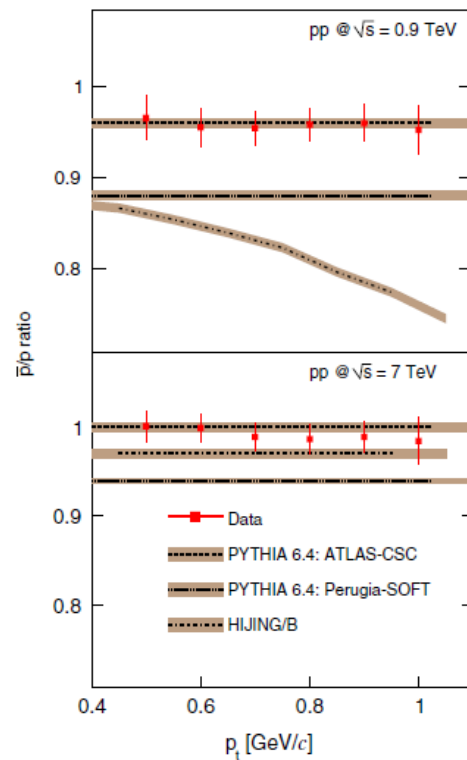 pp @ √s = 0.9 TeV
1
0.9
0.8
p̅/p ratio
pp @ √s = 7 TeV
1
0.9
0.8
Data
PYTHIA 6.4: ATLAS-CSC
PYTHIA 6.4: Perugia-SOFT
HIJING/B
0.4 0.6 0.8 1
pt [GeV/c]